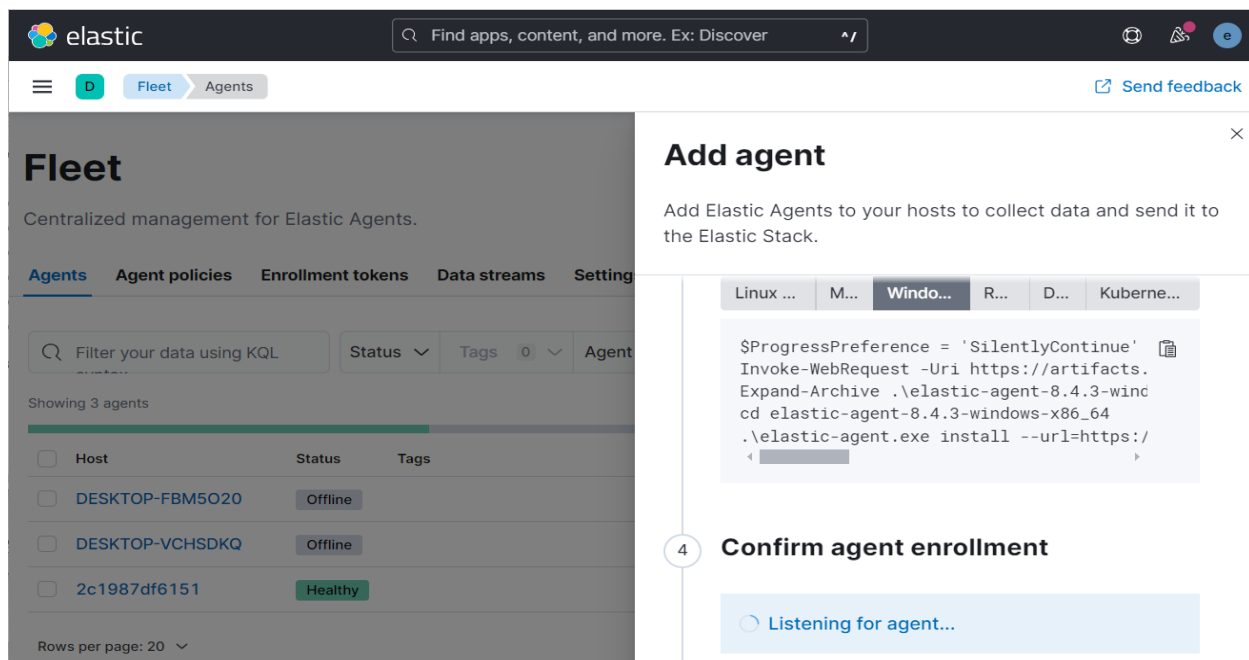 elastic
Find apps, content, and more. Ex: Discover
^/
e
D
Fleet
Agents
Send feedback
Fleet
Centralized management for Elastic Agents.
Agents
Agent policies
Enrollment tokens
Data streams
Setting
Filter your data using KQL
syntax
Status
Tags
0
Agent
Showing 3 agents
Host
Status
Tags
DESKTOP-FBM5O20
Offline
DESKTOP-VCHSDKQ
Offline
2c1987df6151
Healthy
Rows per page: 20
Add agent
Add Elastic Agents to your hosts to collect data and send it to
the Elastic Stack.
Linux ...
M...
Windo...
R...
D...
Kuberne...
$ProgressPreference = 'SilentlyContinue'
Invoke-WebRequest -Uri https://artifacts.
Expand-Archive .\elastic-agent-8.4.3-wind
cd elastic-agent-8.4.3-windows-x86_64
.\elastic-agent.exe install --url=https:/
4
Confirm agent enrollment
Listening for agent...